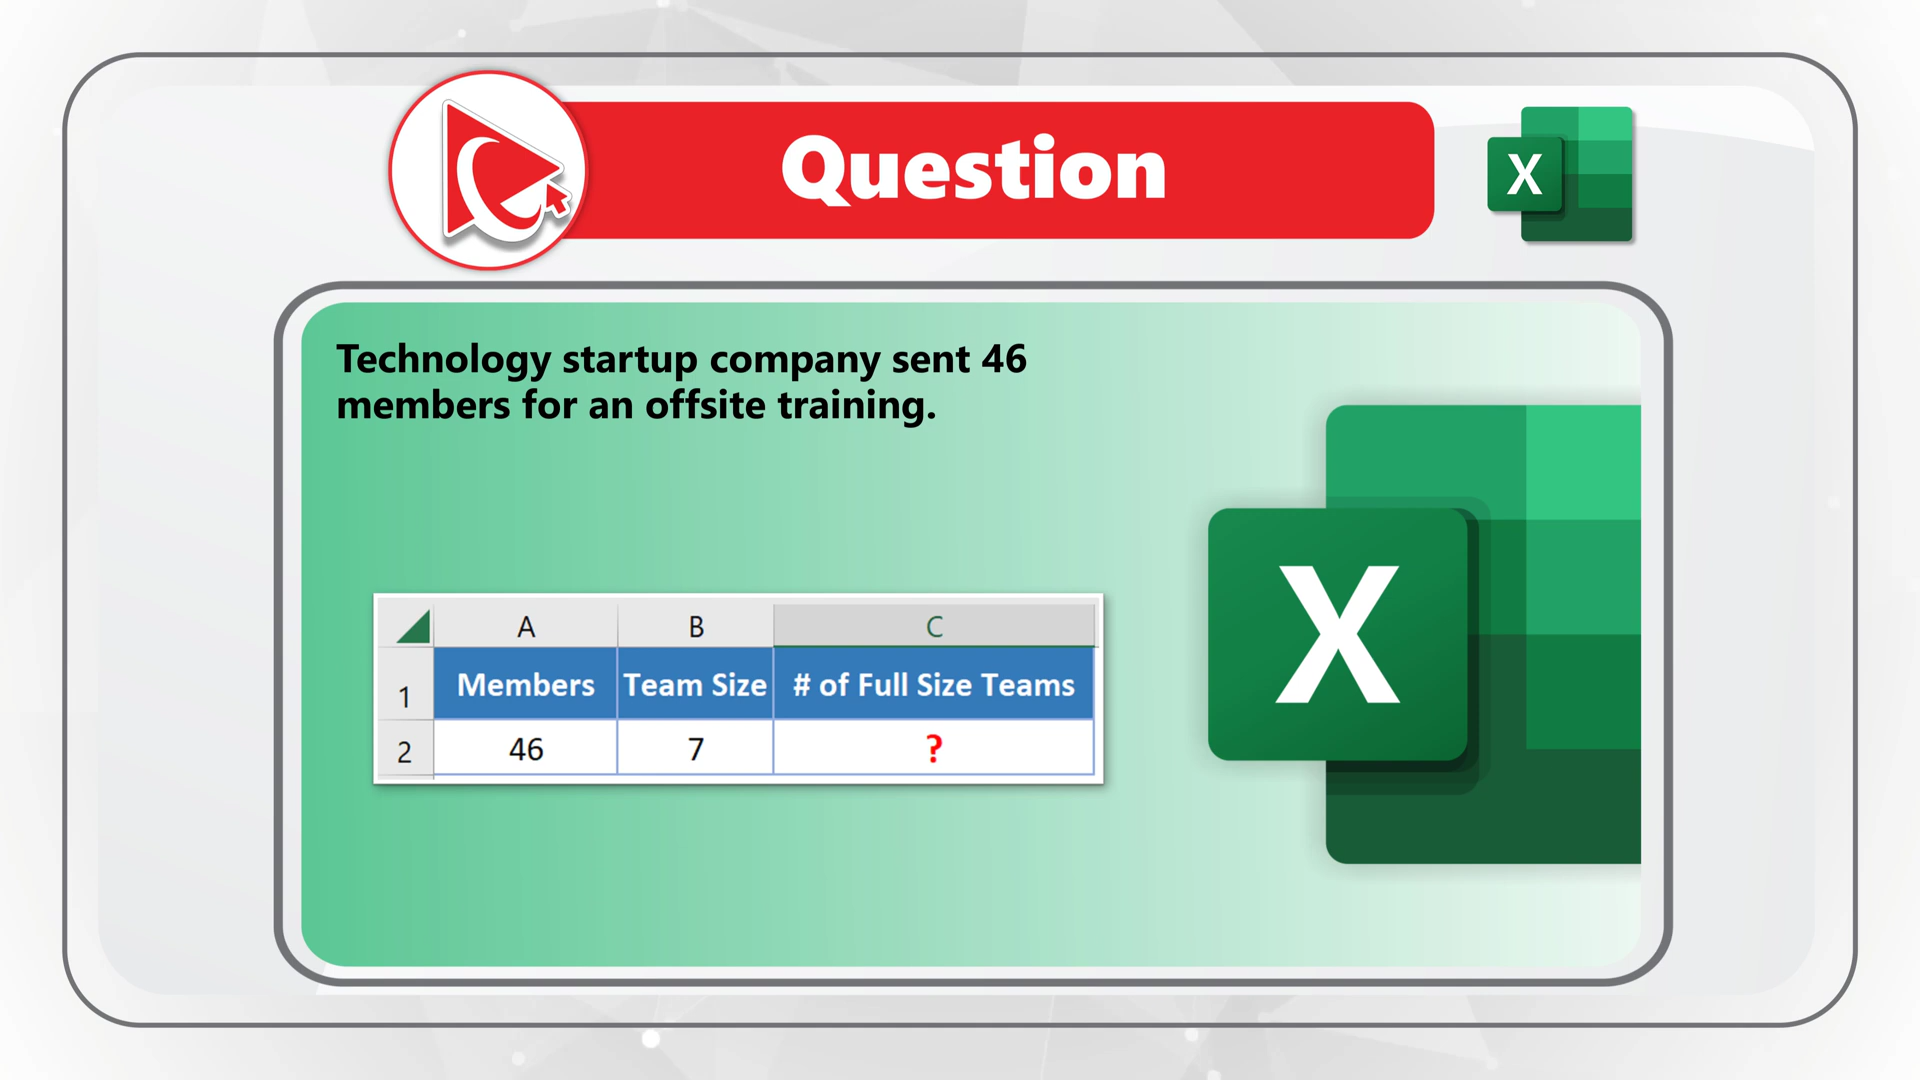 Question
X
Technology startup company sent 46
members for an offsite training.
X
A B C
1 Members Team Size # of Full Size Teams
2 46 7 ?